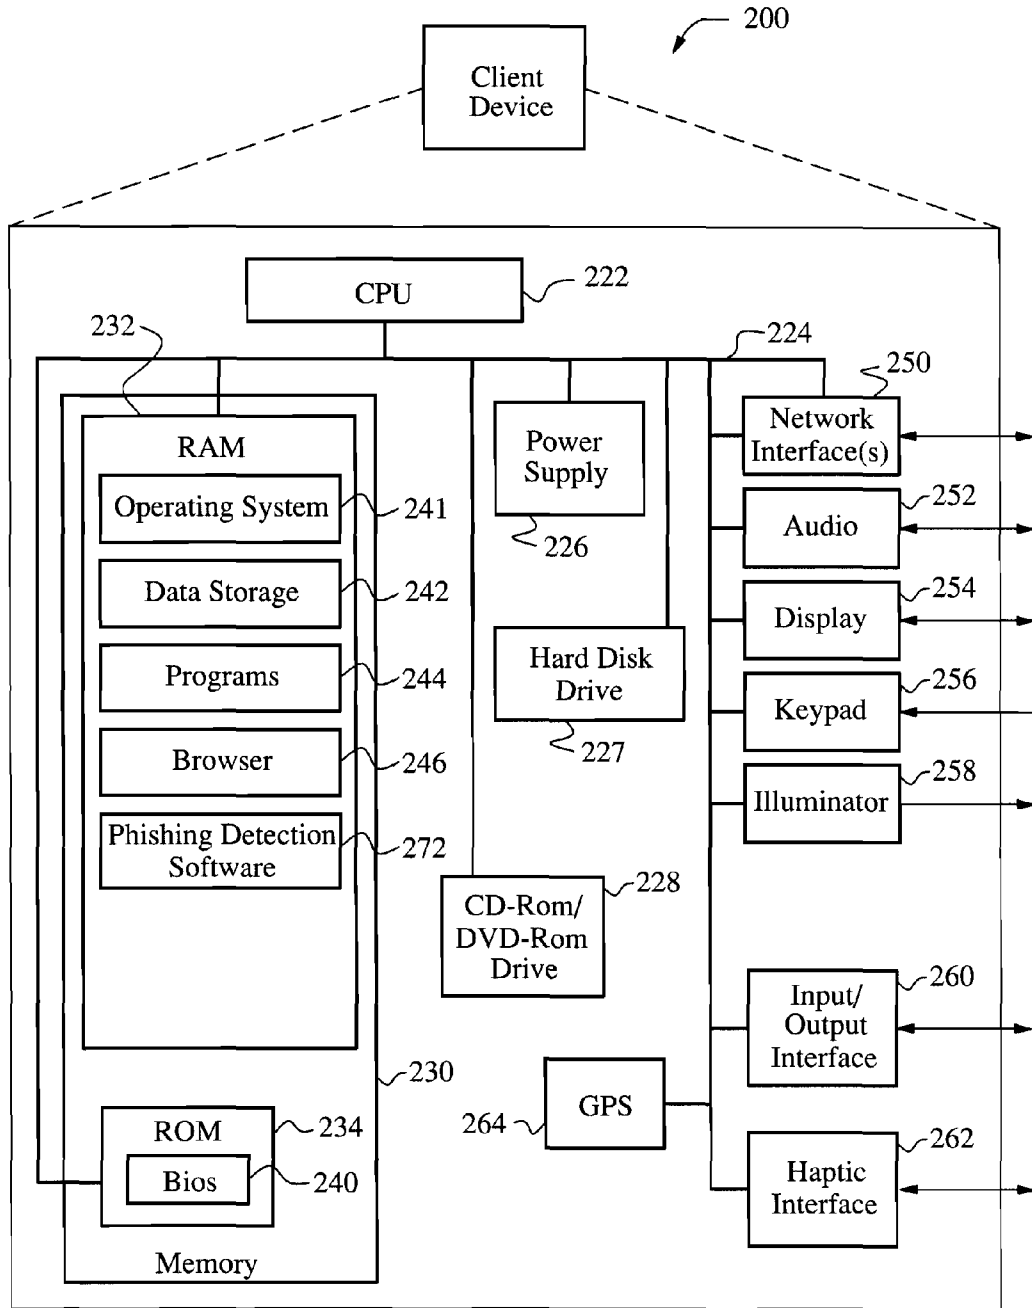 200
Client
Device
CPU
222
232
224
250
RAM
Operating System
241
Data Storage
242
Programs
244
Browser
246
Phishing Detection
Software
272
230
ROM
234
Bios
240
Memory
Power
Supply
226
Hard Disk
Drive
227
CD-Rom/
DVD-Rom
Drive
228
GPS
264
Network
Interface(s)
Audio
252
Display
254
Keypad
256
Illuminator
258
Input/
Output
Interface
260
Haptic
Interface
262